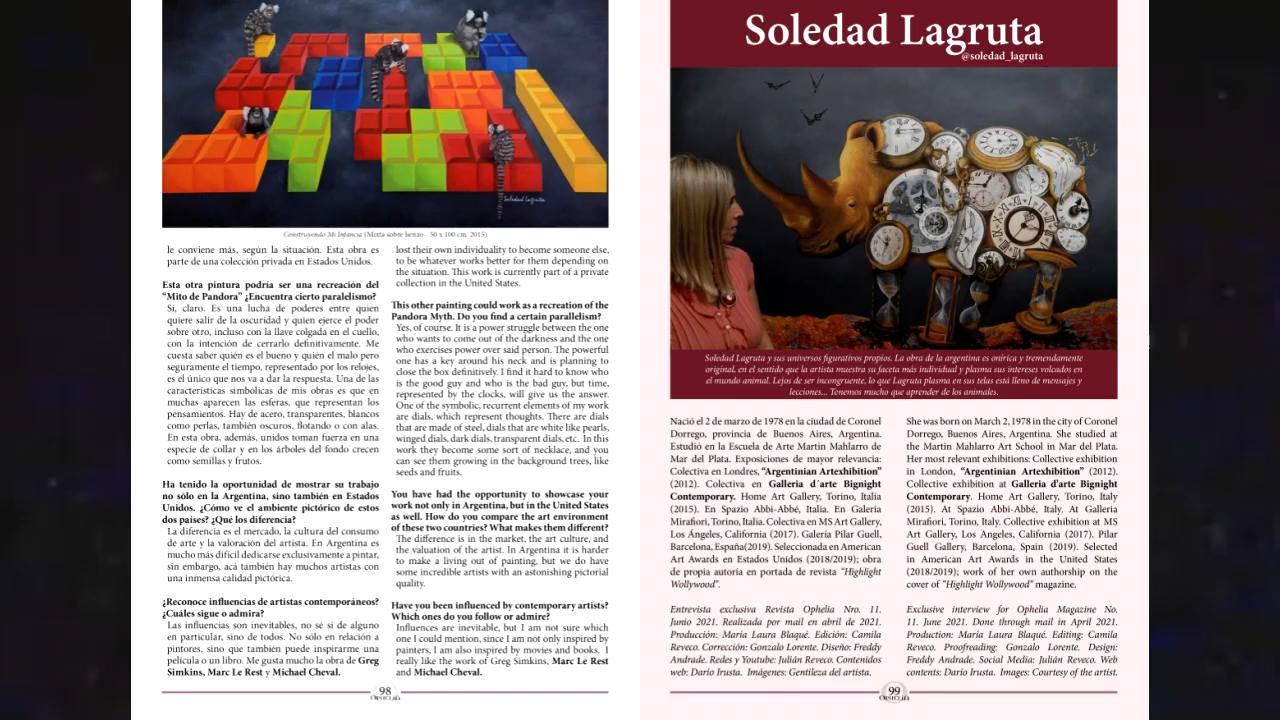 Soledad Lagruta
Construyendo Mi Infancia (Mixta sobre lienzo - 50 x 100 cm. 2015)
le conviene más, según la situación. Esta obra es
parte de una colección privada en Estados Unidos.
Esta otra pintura podría ser una recreación del
“Mito de Pandora” ¿Encuentra cierto paralelismo?
Si, claro. Es una lucha de poderes entre quien
quiere salir de la oscuridad y quien ejerce el poder
sobre otro, incluso con la llave colgada en el cuello,
con la intención de cerrarlo definitivamente. Me
cuesta saber quién es el bueno y quién el malo pero
seguramente el tiempo, representado por los relojes,
es el único que nos va a dar la respuesta. Una de las
características simbólicas de mis obras es que en
muchas aparecen las esferas, que representan los
pensamientos. Hay de acero, transparentes, blancos
como perlas, también oscuros, flotando o con alas.
En esta obra, además, unidos toman fuerza en una
especie de collar y en los árboles del fondo crecen
como semillas y frutos.
Ha tenido la oportunidad de mostrar su trabajo
no sólo en la Argentina, sino también en Estados
Unidos. ¿Cómo ve el ambiente pictórico de estos
dos países? ¿Qué los diferencia?
La diferencia es el mercado, la cultura del consumo
de arte y la valoración del artista. En Argentina es
mucho más difícil dedicarse exclusivamente a pintar,
sin embargo, acá también hay muchos artistas con
una inmensa calidad pictórica.
¿Reconoce influencias de artistas contemporáneos?
¿Cuáles sigue o admira?
Las influencias son inevitables, no sé si de alguno
en particular, sino de todos. No sólo en relación a
pintores, sino que también puede inspirarme una
película o un libro. Me gusta mucho la obra de Greg
Simkins, Marc Le Rest y Michael Cheval.
lost their own individuality to become someone else,
to be whatever works better for them depending on
the situation. This work is currently part of a private
collection in the United States.
This other painting could work as a recreation of the
Pandora Myth. Do you find a certain parallelism?
Yes, of course. It is a power struggle between the one
who wants to come out of the darkness and the one
who exercises power over said person. The powerful
one has a key around his neck and is planning to
close the box definitively. I find it hard to know who
is the good guy and who is the bad guy, but time,
represented by the clocks, will give us the answer.
One of the symbolic, recurrent elements of my work
are dials, which represent thoughts. There are dials
that are made of steel, dials that are white like pearls,
winged dials, dark dials, transparent dials, etc. In this
work they become some sort of necklace, and you
can see them growing in the background trees, like
seeds and fruits.
You have had the opportunity to showcase your
work not only in Argentina, but in the United States
as well. How do you compare the art environment
of these two countries? What makes them different?
The difference is in the market, the art culture, and
the valuation of the artist. In Argentina it is harder
to make a living out of painting, but we do have
some incredible artists with an astonishing pictorial
quality.
Have you been influenced by contemporary artists?
Which ones do you follow or admire?
Influences are inevitable, but I am not sure which
one I could mention, since I am not only inspired by
painters, I am also inspired by movies and books. I
really like the work of Greg Simkins, Marc Le Rest
and Michael Cheval.
98
Ophelia
Soledad Lagruta
@soledad_lagruta
Soledad Lagruta y sus universos figurativos propios. La obra de la argentina es onírica y tremendamente
original, en el sentido que la artista muestra su faceta más individual y plasma sus intereses volcados en
el mundo animal. Lejos de ser incongruente, lo que Lagruta plasma en sus telas está lleno de mensajes y
lecciones... Tenemos mucho que aprender de los animales.
Nació el 2 de marzo de 1978 en la ciudad de Coronel
Dorrego, provincia de Buenos Aires, Argentina.
Estudió en la Escuela de Arte Martin Mahlarro de
Mar del Plata. Exposiciones de mayor relevancia:
Colectiva en Londres, “Argentinian Artexhibition”
(2012). Colectiva en Galleria d´arte Bignight
Contemporary. Home Art Gallery, Torino, Italia
(2015). En Spazio Abbi-Abbé, Italia. En Galería
Mirafiori, Torino, Italia. Colectiva en MS Art Gallery,
Los Ángeles, California (2017). Galería Pilar Guell,
Barcelona, España(2019). Seleccionada en American
Art Awards en Estados Unidos (2018/2019); obra
de propia autoría en portada de revista “Highlight
Wollywood”.
Entrevista exclusiva Revista Ophelia Nro. 11.
Junio 2021. Realizada por mail en abril de 2021.
Producción: María Laura Blaqué. Edición: Camila
Reveco. Corrección: Gonzalo Lorente. Diseño: Freddy
Andrade. Redes y Youtube: Julián Reveco. Contenidos
web: Darío Irusta. Imágenes: Gentileza del artista.
She was born on March 2, 1978 in the city of Coronel
Dorrego, Buenos Aires, Argentina. She studied at
the Martin Mahlarro Art School in Mar del Plata.
Her most relevant exhibitions: Collective exhibition
in London, “Argentinian Artexhibition” (2012).
Collective exhibition at Galleria d’arte Bignight
Contemporary. Home Art Gallery, Torino, Italy
(2015). At Spazio Abbi-Abbé, Italy. At Galleria
Mirafiori, Torino, Italy. Collective exhibition at MS
Art Gallery, Los Angeles, California (2017). Pilar
Guell Gallery, Barcelona, Spain (2019). Selected
in American Art Awards in the United States
(2018/2019); work of her own authorship on the
cover of “Highlight Wollywood” magazine.
Exclusive interview for Ophelia Magazine No.
11. June 2021. Done through mail in April 2021.
Production: María Laura Blaqué. Editing: Camila
Reveco. Proofreading: Gonzalo Lorente. Design:
Freddy Andrade. Social Media: Julián Reveco. Web
contents: Darío Irusta. Images: Courtesy of the artist.
99
Ophelia